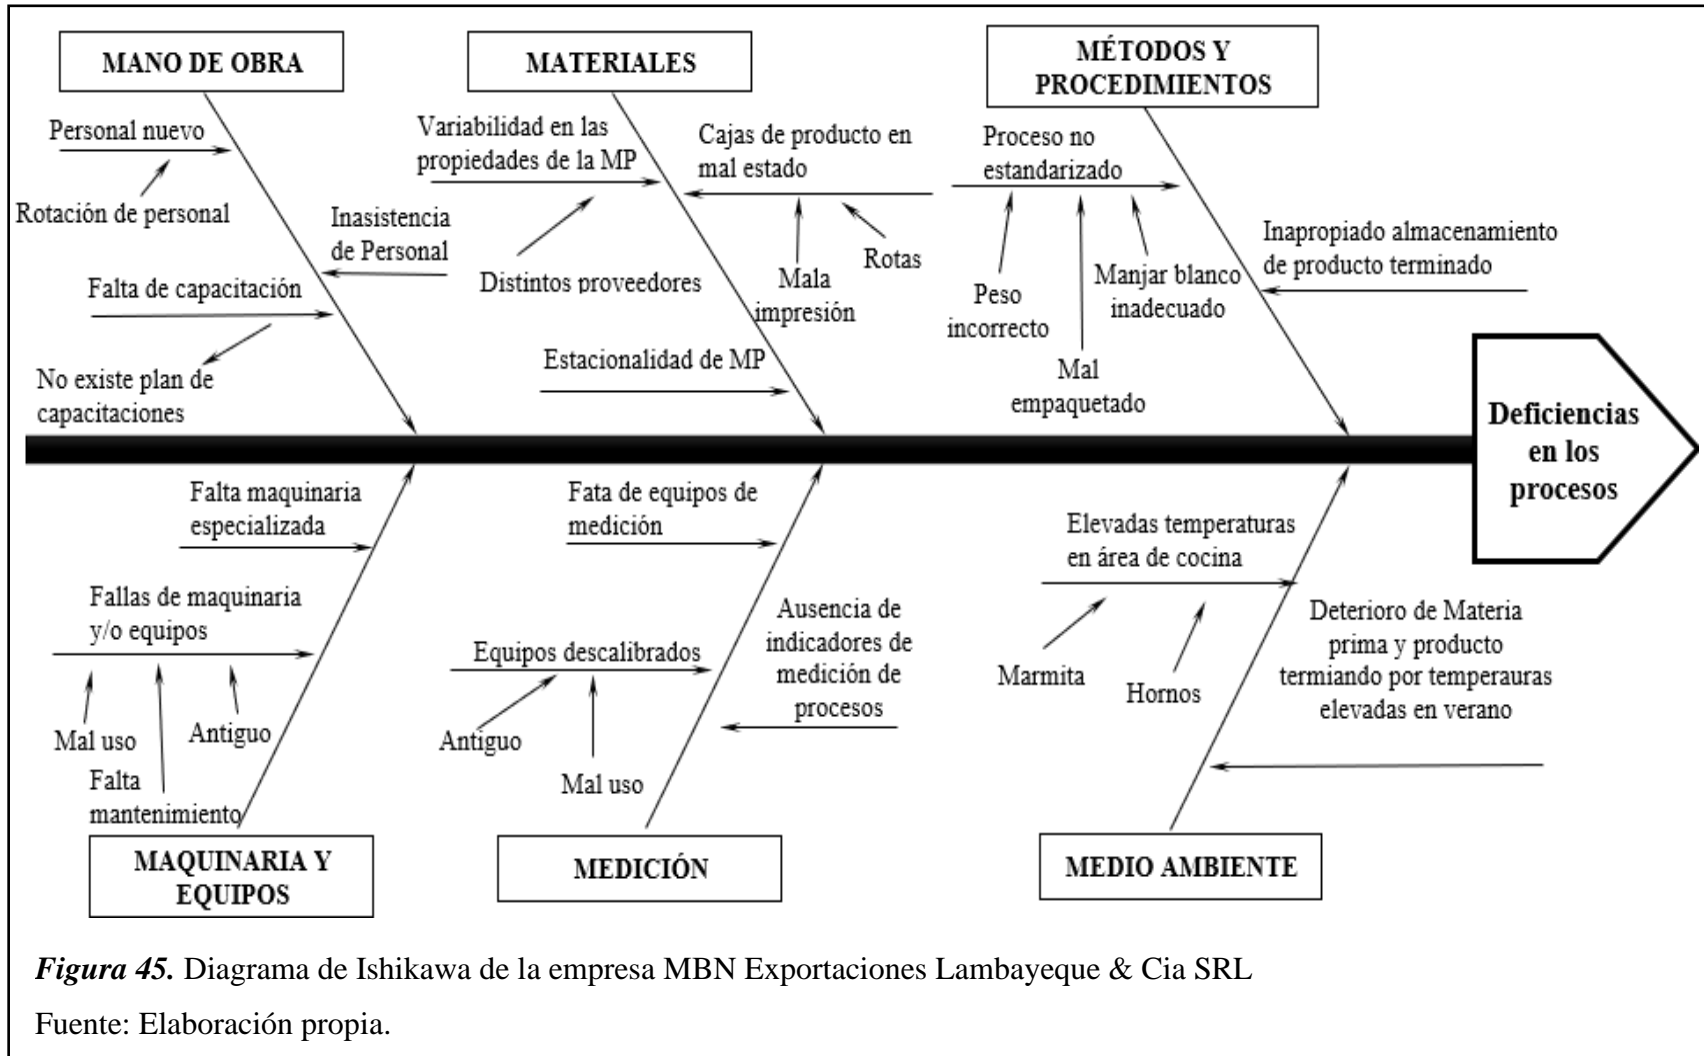 MANO DE OBRA
Personal nuevo
Rotación de personal
Inasistencia
de Personal
Falta de capacitación
No existe plan de
capacitaciones
MATERIALES
Variabilidad en las
propiedades de la MP
Distintos proveedores
Cajas de producto en
mal estado
Mala
impresión
Rotas
Estacionalidad de MP
MÉTODOS Y
PROCEDIMIENTOS
Proceso no
estandarizado
Peso
incorrecto
Mal
empaquetado
Manjar blanco
inadecuado
Inapropiado almacenamiento
de producto terminado
Deficiencias
en los
procesos
Falta maquinaria
especializada
Fallas de maquinaria
y/o equipos
Mal uso
Falta
mantenimiento
Antiguo
MAQUINARIA Y
EQUIPOS
Fata de equipos de
medición
Equipos descalibrados
Antiguo
Mal uso
Ausencia de
indicadores de
medición de
procesos
MEDICIÓN
Elevadas temperaturas
en área de cocina
Marmita
Hornos
Deterioro de Materia
prima y producto
termiando por temperauras
elevadas en verano
MEDIO AMBIENTE
Figura 45. Diagrama de Ishikawa de la empresa MBN Exportaciones Lambayeque & Cia SRL
Fuente: Elaboración propia.